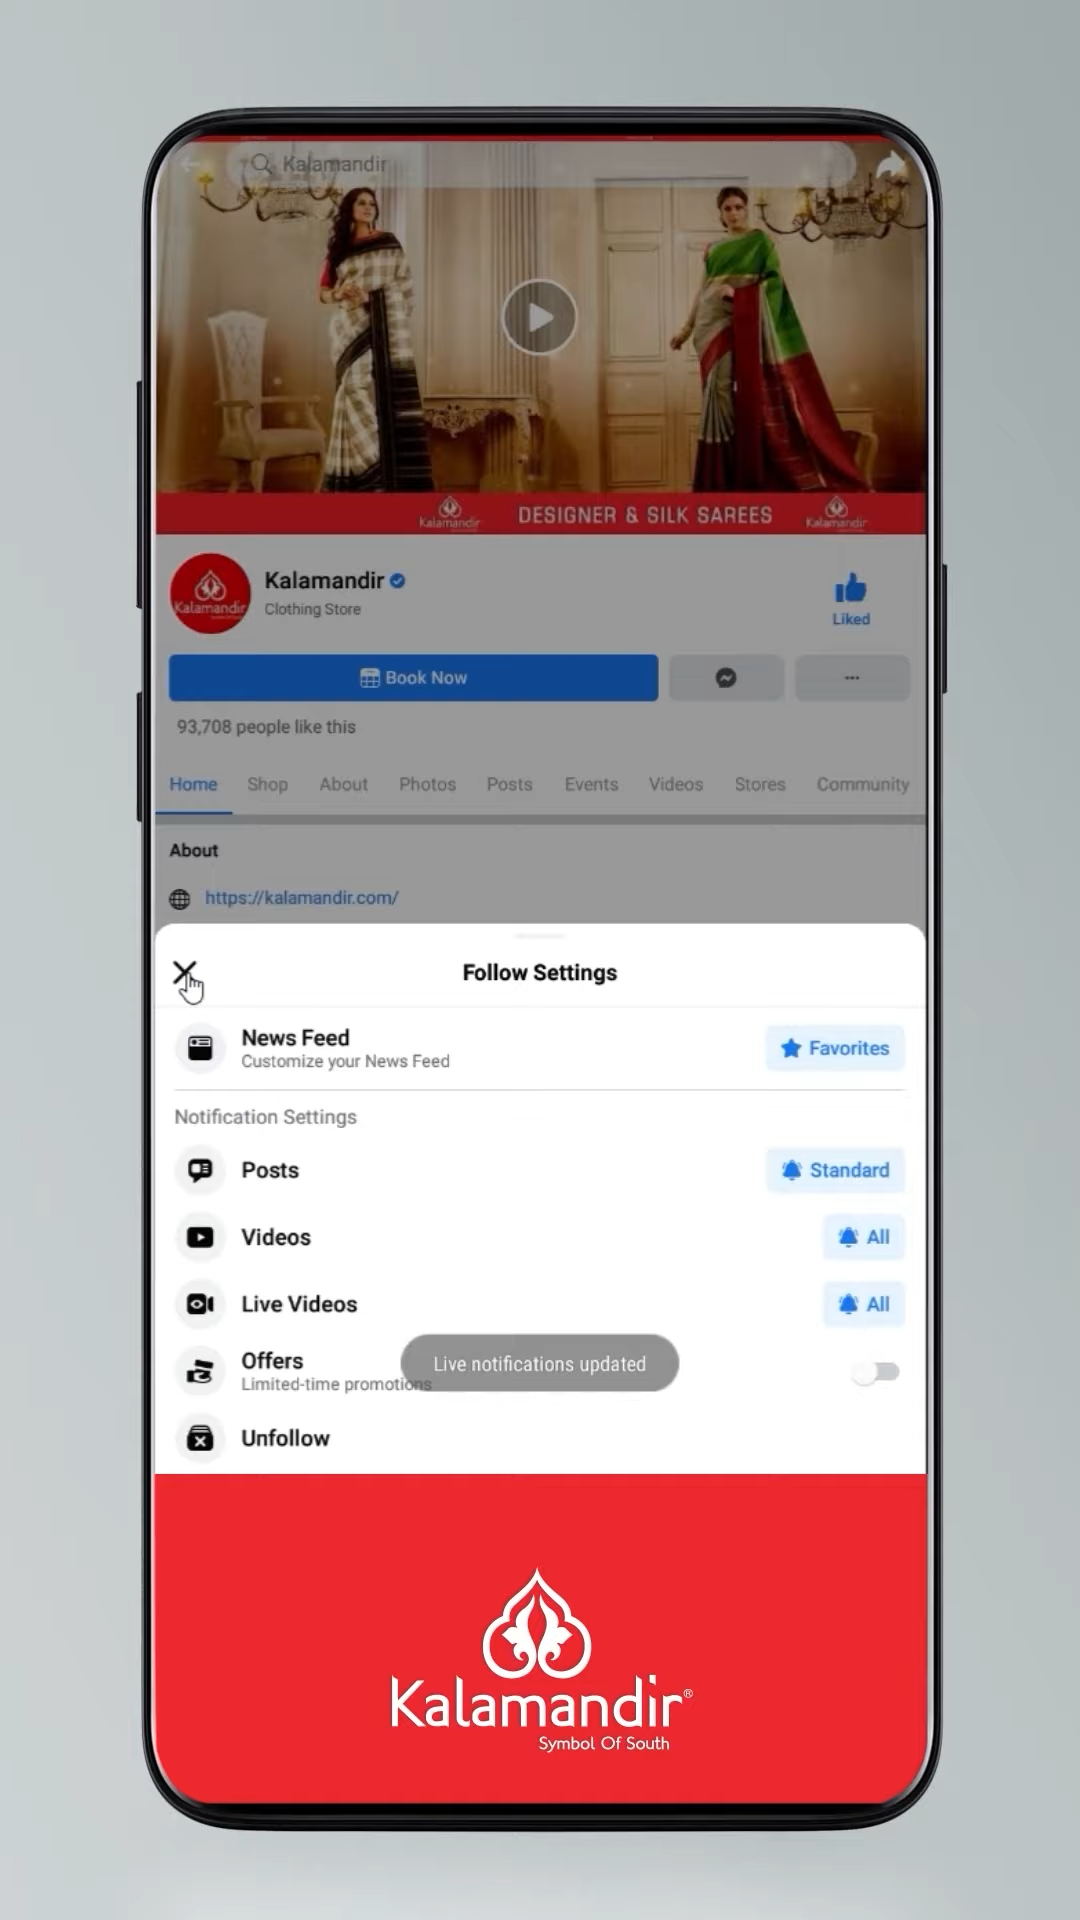 Kalamandir
Kalamandir
DESIGNER & SILK SAREES
Kalamandir
Kalamandir
Kalamandir
Clothing Store
Liked
Book Now
93,708 people like this
Home Shop About Photos Posts Events Videos Stores Community
About
https://kalamandir.com/
Follow Settings
News Feed
Customize your News Feed
Favorites
Notification Settings
Posts
Standard
Videos
All
Live Videos
All
Offers
Limited-time promotions
Live notifications updated
Unfollow
Kalamandir®
Symbol Of South